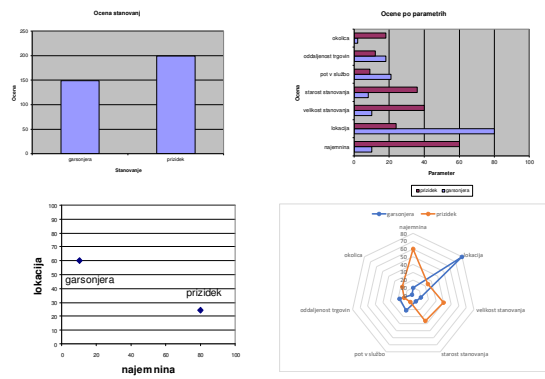 Ocena stanovanj
Ocena
250
200
150
100
50
0
garsonjera
prizidek
Stanovanje
Ocene po parametrih
Ocena
okolica
oddaljenost trgovin
pot v službo
starost stanovanja
velikost stanovanja
lokacija
najemnina
0
20
40
60
80
100
Parameter
prizidek
garsonjera
lokacija
100
90
80
70
60
50
40
30
20
10
0
garsonjera
prizidek
0
20
40
60
80
100
najemnina
garsonjera
prizidek
najemnina
80
70
60
50
40
30
20
10
lokacija
velikost stanovanja
starost stanovanja
pot v službo
oddaljenost trgovin
okolica